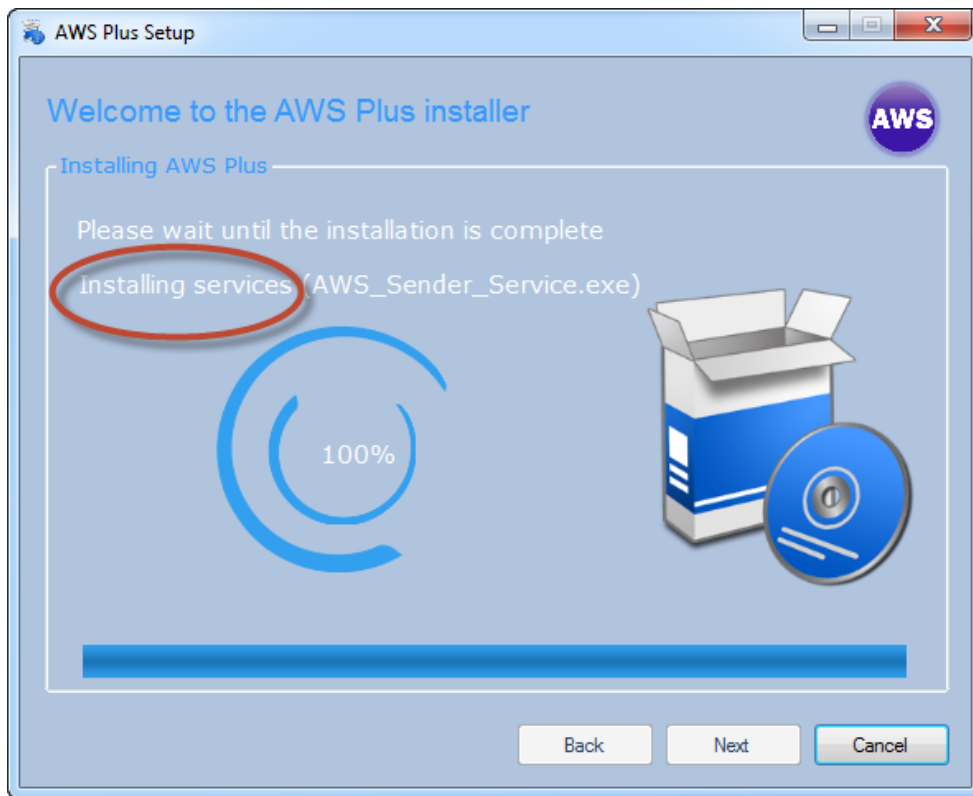 AWS Plus Setup
Welcome to the AWS Plus installer
AWS
Installing AWS Plus
Please wait until the installation is complete
Installing services (AWS_Sender_Service.exe)
100%
Back
Next
Cancel